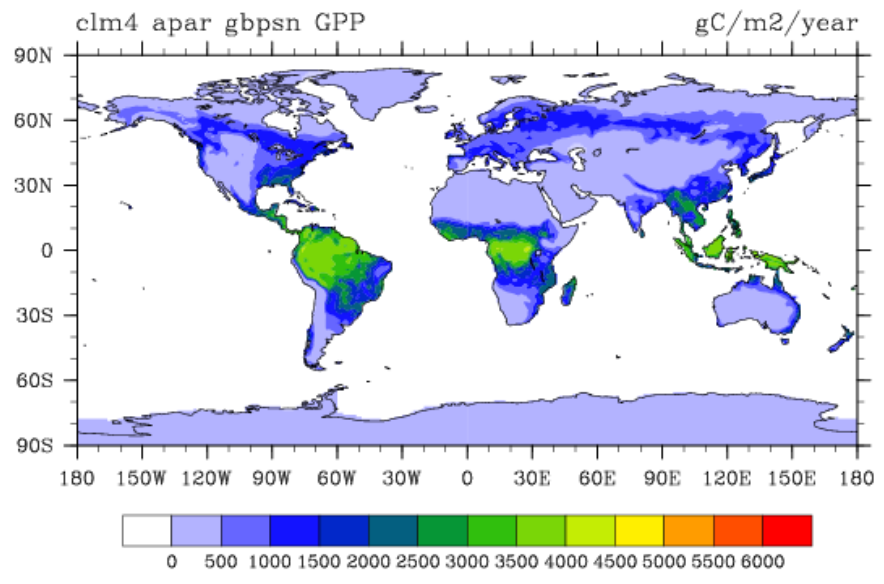 clm4 apar gbpsn GPP gC/m2/year
90N
60N
30N
0
30S
60S
90S
180 150W 120W 90W 60W 30W 0 30E 60E 90E 120E 150E 180
0 500 1000 1500 2000 2500 3000 3500 4000 4500 5000 5500 6000